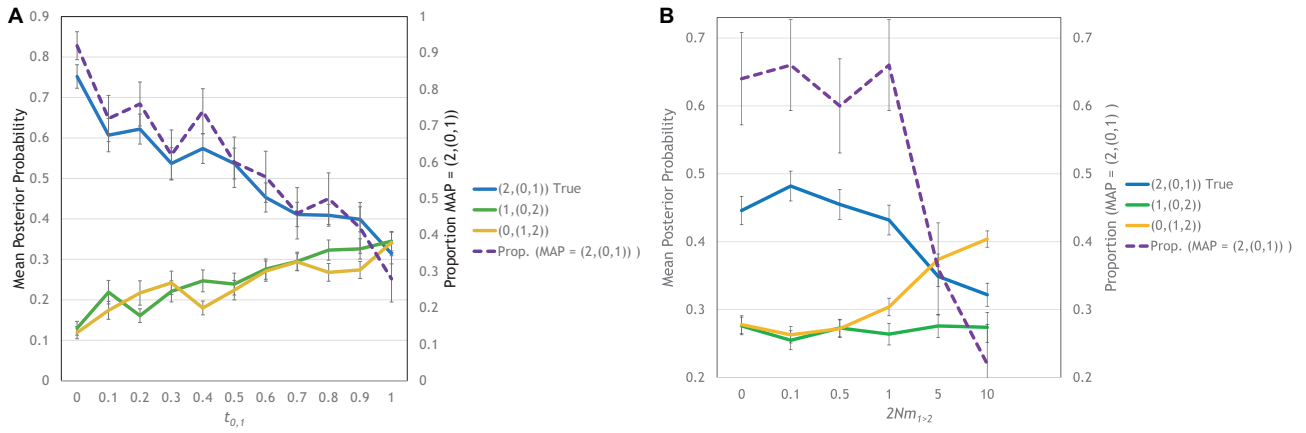 A
Mean Posterior Probability
0.9
0.8
0.7
0.6
0.5
0.4
0.3
0.2
0.1
0
0 0.1 0.2 0.3 0.4 0.5 0.6 0.7 0.8 0.9 1
t0,1
1
0.9
0.8
0.7
0.6
0.5
0.4
0.3
0.2
0.1
0
Proportion MAP = (2,(0,1))
(2,(0,1)) True
(1,(0,2))
(0,(1,2))
Prop. (MAP = (2,(0,1)) )
B
Mean Posterior Probability
0.7
0.6
0.5
0.4
0.3
0.2
0 0.1 0.5 1 5 10
2Nm1>2
0.7
0.6
0.5
0.4
0.3
0.2
Proportion (MAP = (2,(0,1) )
(2,(0,1)) True
(1,(0,2))
(0,(1,2))
Prop. (MAP = (2,(0,1)) )